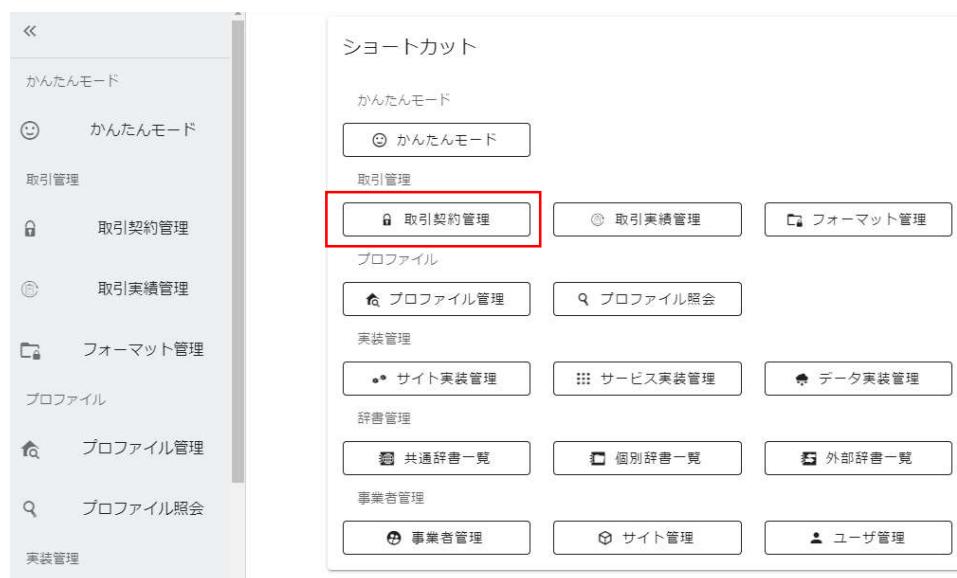 かんたんモード
かんたんモード
取引管理
取引契約管理
取引実績管理
フォーマット管理
プロファイル
プロファイル管理
プロファイル照会
実装管理
ショートカット
かんたんモード
かんたんモード
取引管理
取引契約管理 取引実績管理 フォーマット管理
プロファイル
プロファイル管理 プロファイル照会
実装管理
サイト実装管理 サービス実装管理 データ実装管理
辞書管理
共通辞書一覧 個別辞書一覧 外部辞書一覧
事業者管理
事業者管理 サイト管理 ユーザ管理